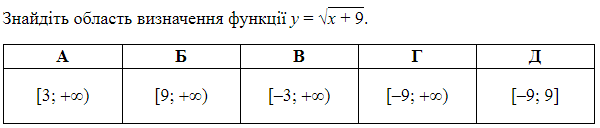 Знайдіть область визначення функції y = √x + 9.
А Б В Г Д
[3; +∞) [9; +∞) [–3; +∞) [–9; +∞) [–9; 9]